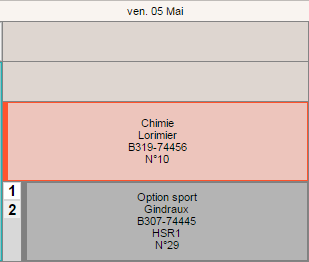 ven. 05 Mai
Chimie
Lorimier
B319-74456
N°10
1
2
Option sport
Gindraux
B307-74445
HSR1
N°29